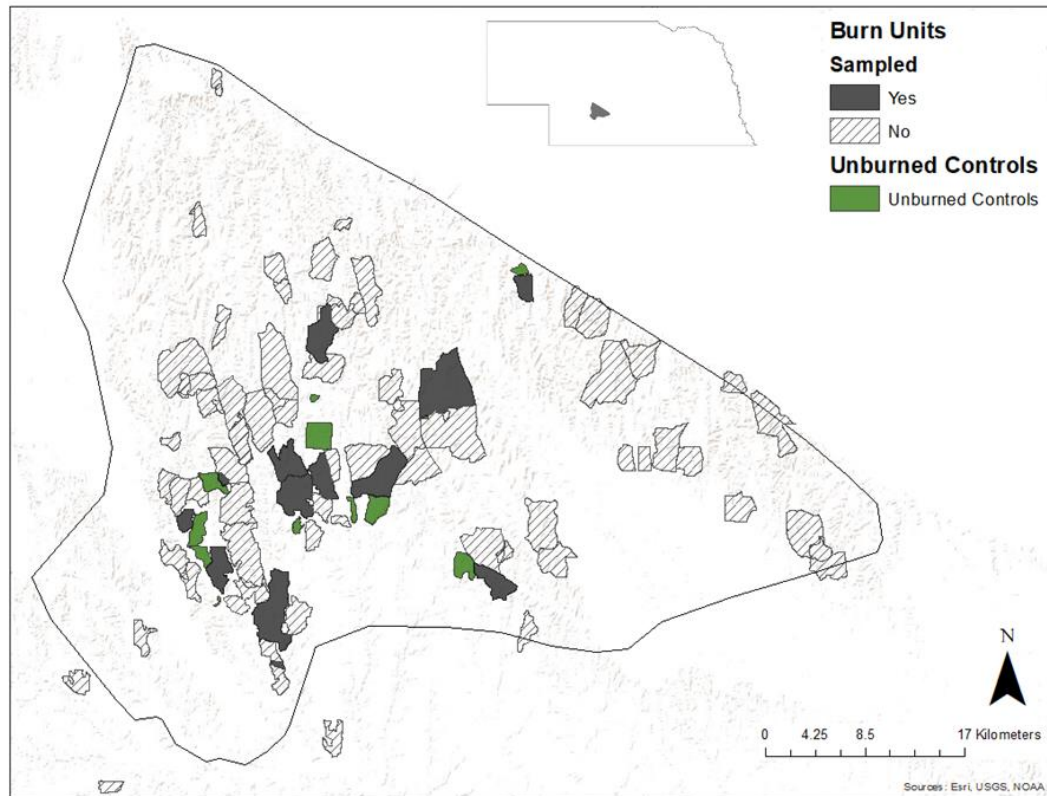 Burn Units
Sampled
Yes
No
Unburned Controls
Unburned Controls
N
0 4.25 8.5 17 Kilometers
Sources: Esri, USGS, NOAA